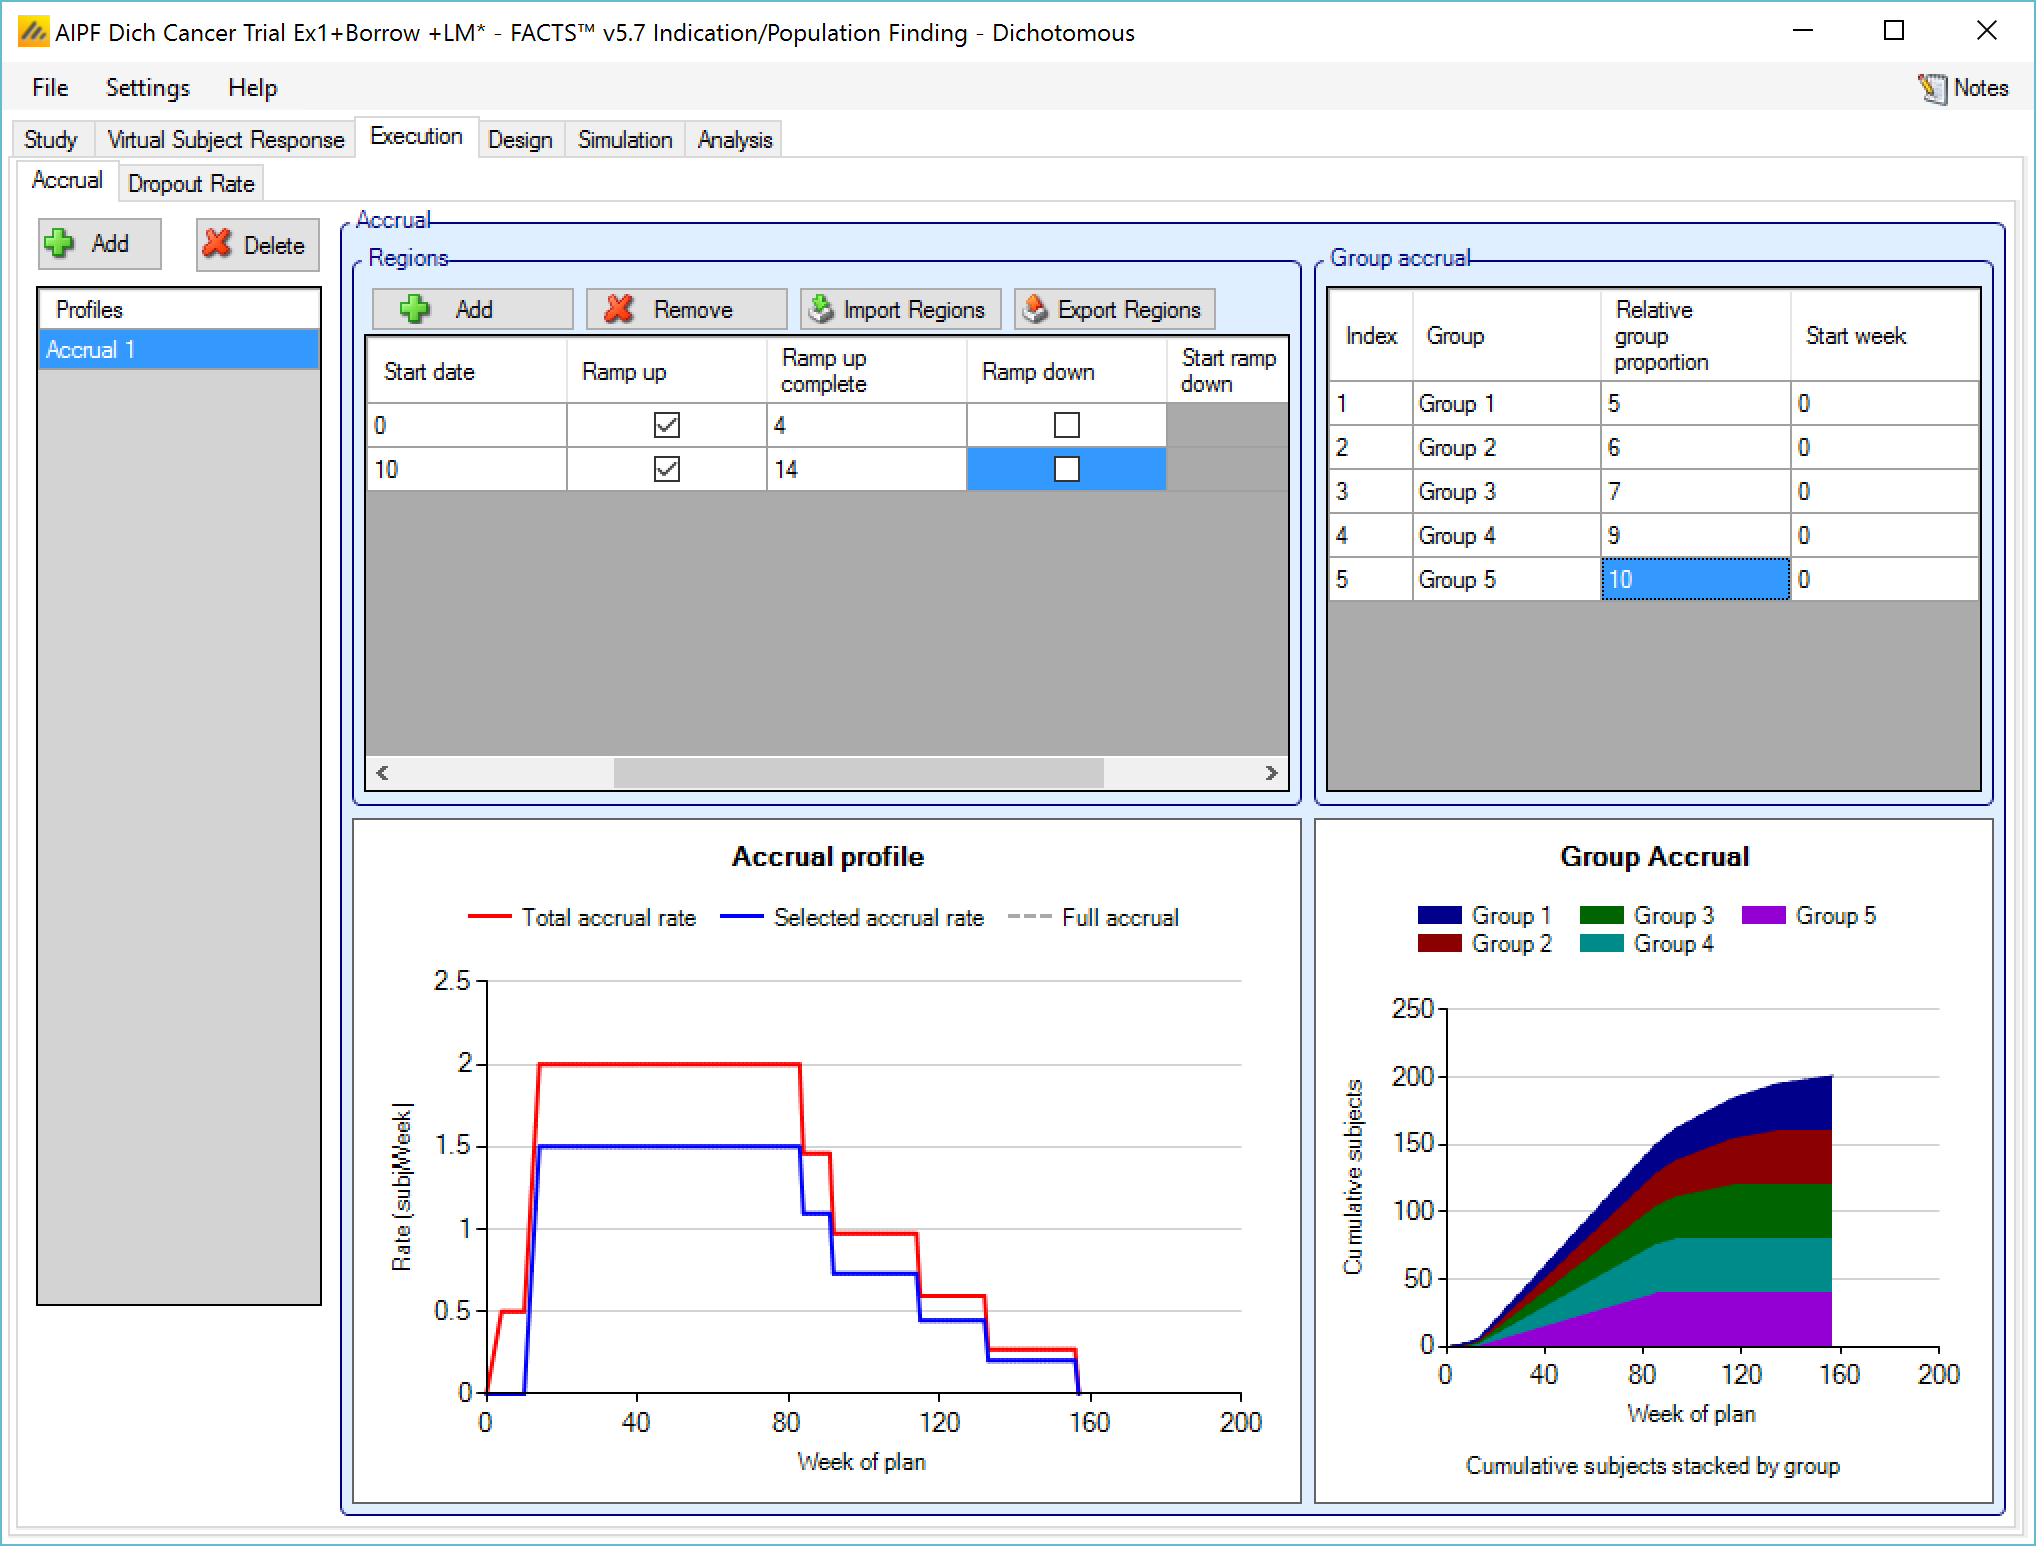 AIPF Dich Cancer Trial Ex1+Borrow +LM* - FACTS™ v5.7 Indication/Population Finding - Dichotomous
File Settings Help Notes
Study Virtual Subject Response Execution Design Simulation Analysis
Accrual Dropout Rate
Add Delete
Profiles
Accrual 1
Accrual
Regions
Add Remove Import Regions Export Regions
Start date Ramp up Ramp up complete Ramp down Start ramp down
0 4
10 14
Group accrual
Index Group Relative group proportion Start week
1 Group 1 5 0
2 Group 2 6 0
3 Group 3 7 0
4 Group 4 9 0
5 Group 5 10 0
Accrual profile
Total accrual rate Selected accrual rate Full accrual
Rate (subj/Week)
2.5
2
1.5
1
0.5
0
0 40 80 120 160 200
Week of plan
Group Accrual
Group 1 Group 3 Group 5
Group 2 Group 4
Cumulative subjects
250
200
150
100
50
0
0 40 80 120 160 200
Week of plan
Cumulative subjects stacked by group